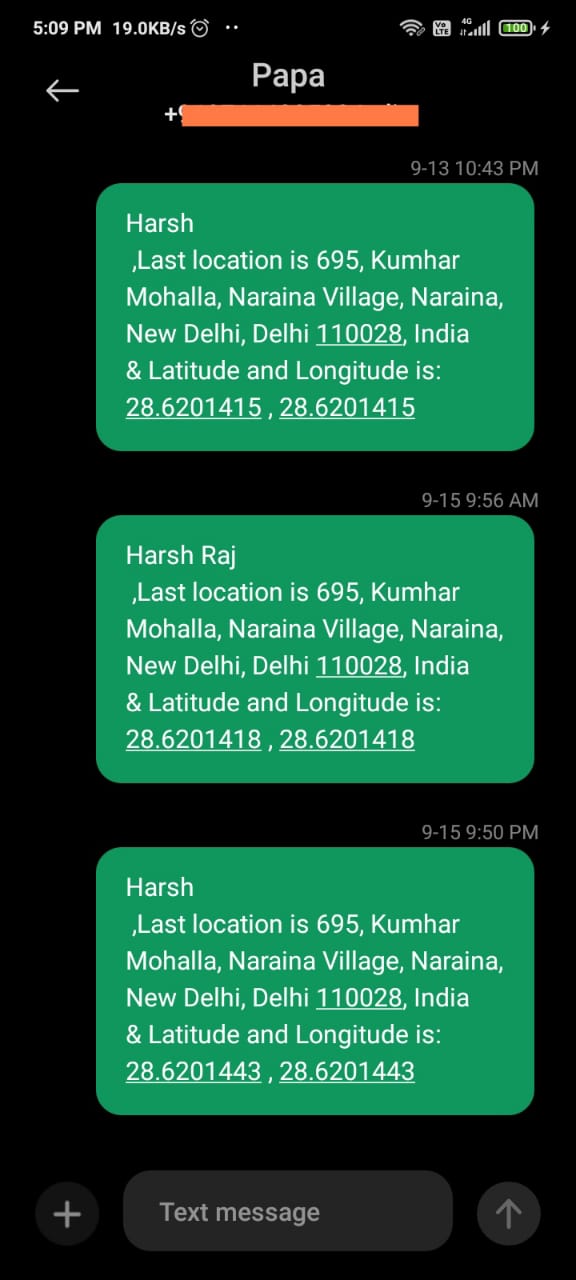 5:09 PM 19.0KB/s ··
Vo LTE 4G 100
Papa
9-13 10:43 PM
Harsh
,Last location is 695, Kumhar
Mohalla, Naraina Village, Naraina,
New Delhi, Delhi 110028, India
& Latitude and Longitude is:
28.6201415 , 28.6201415
9-15 9:56 AM
Harsh Raj
,Last location is 695, Kumhar
Mohalla, Naraina Village, Naraina,
New Delhi, Delhi 110028, India
& Latitude and Longitude is:
28.6201418 , 28.6201418
9-15 9:50 PM
Harsh
,Last location is 695, Kumhar
Mohalla, Naraina Village, Naraina,
New Delhi, Delhi 110028, India
& Latitude and Longitude is:
28.6201443 , 28.6201443
Text message